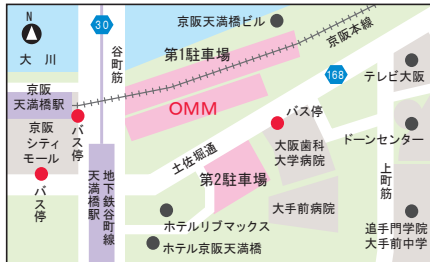 N
30
谷町筋
京阪天満橋ビル
京阪本線
大川
第1駐車場
168
テレビ大阪
京阪
天満橋駅
OMM
バス停
バス停
京阪
シティ
モール
大阪歯科
大学病院
ドーンセンター
土佐堀通
上町筋
バス停
地下鉄谷町線
天満橋駅
第2駐車場
大手前病院
ホテルリブマックス
ホテル京阪天満橋
追手門学院
大手前中学